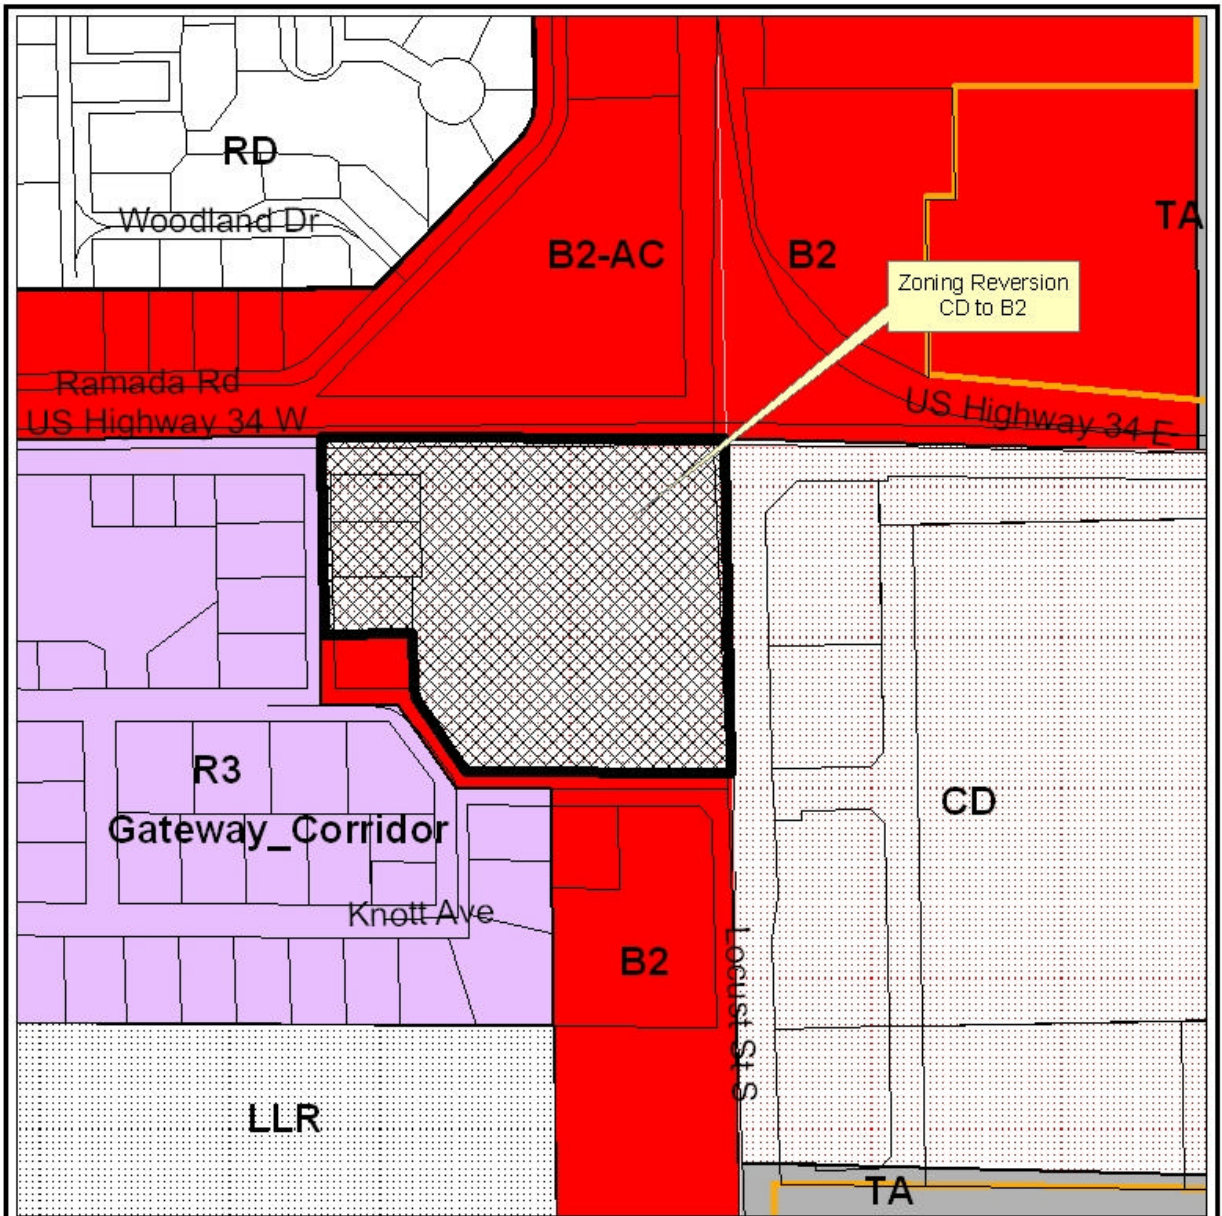 RD
Woodland Dr
TA
B2-AC
B2
Zoning Reversion
CD to B2
Ramada Rd
US Highway 34 W
US Highway 34 E
R3
CD
Gateway_Corridor
Knott Ave
B2
Locust St S
LLR
TA